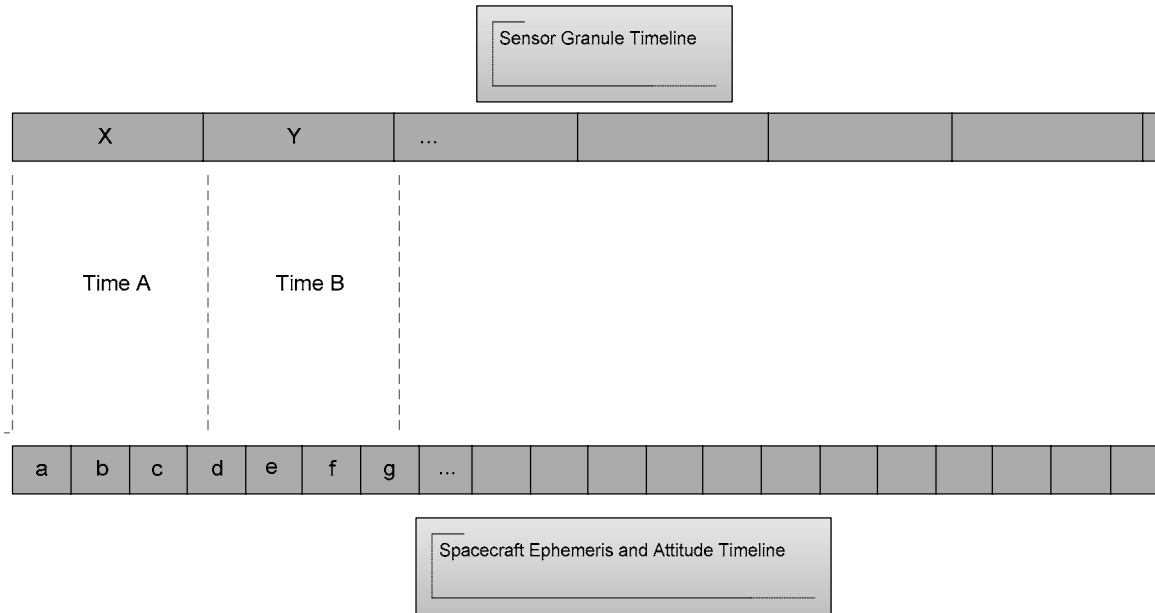 Sensor Granule Timeline
X Y ...
Time A Time B
a b c d e f g ...
Spacecraft Ephemeris and Attitude Timeline